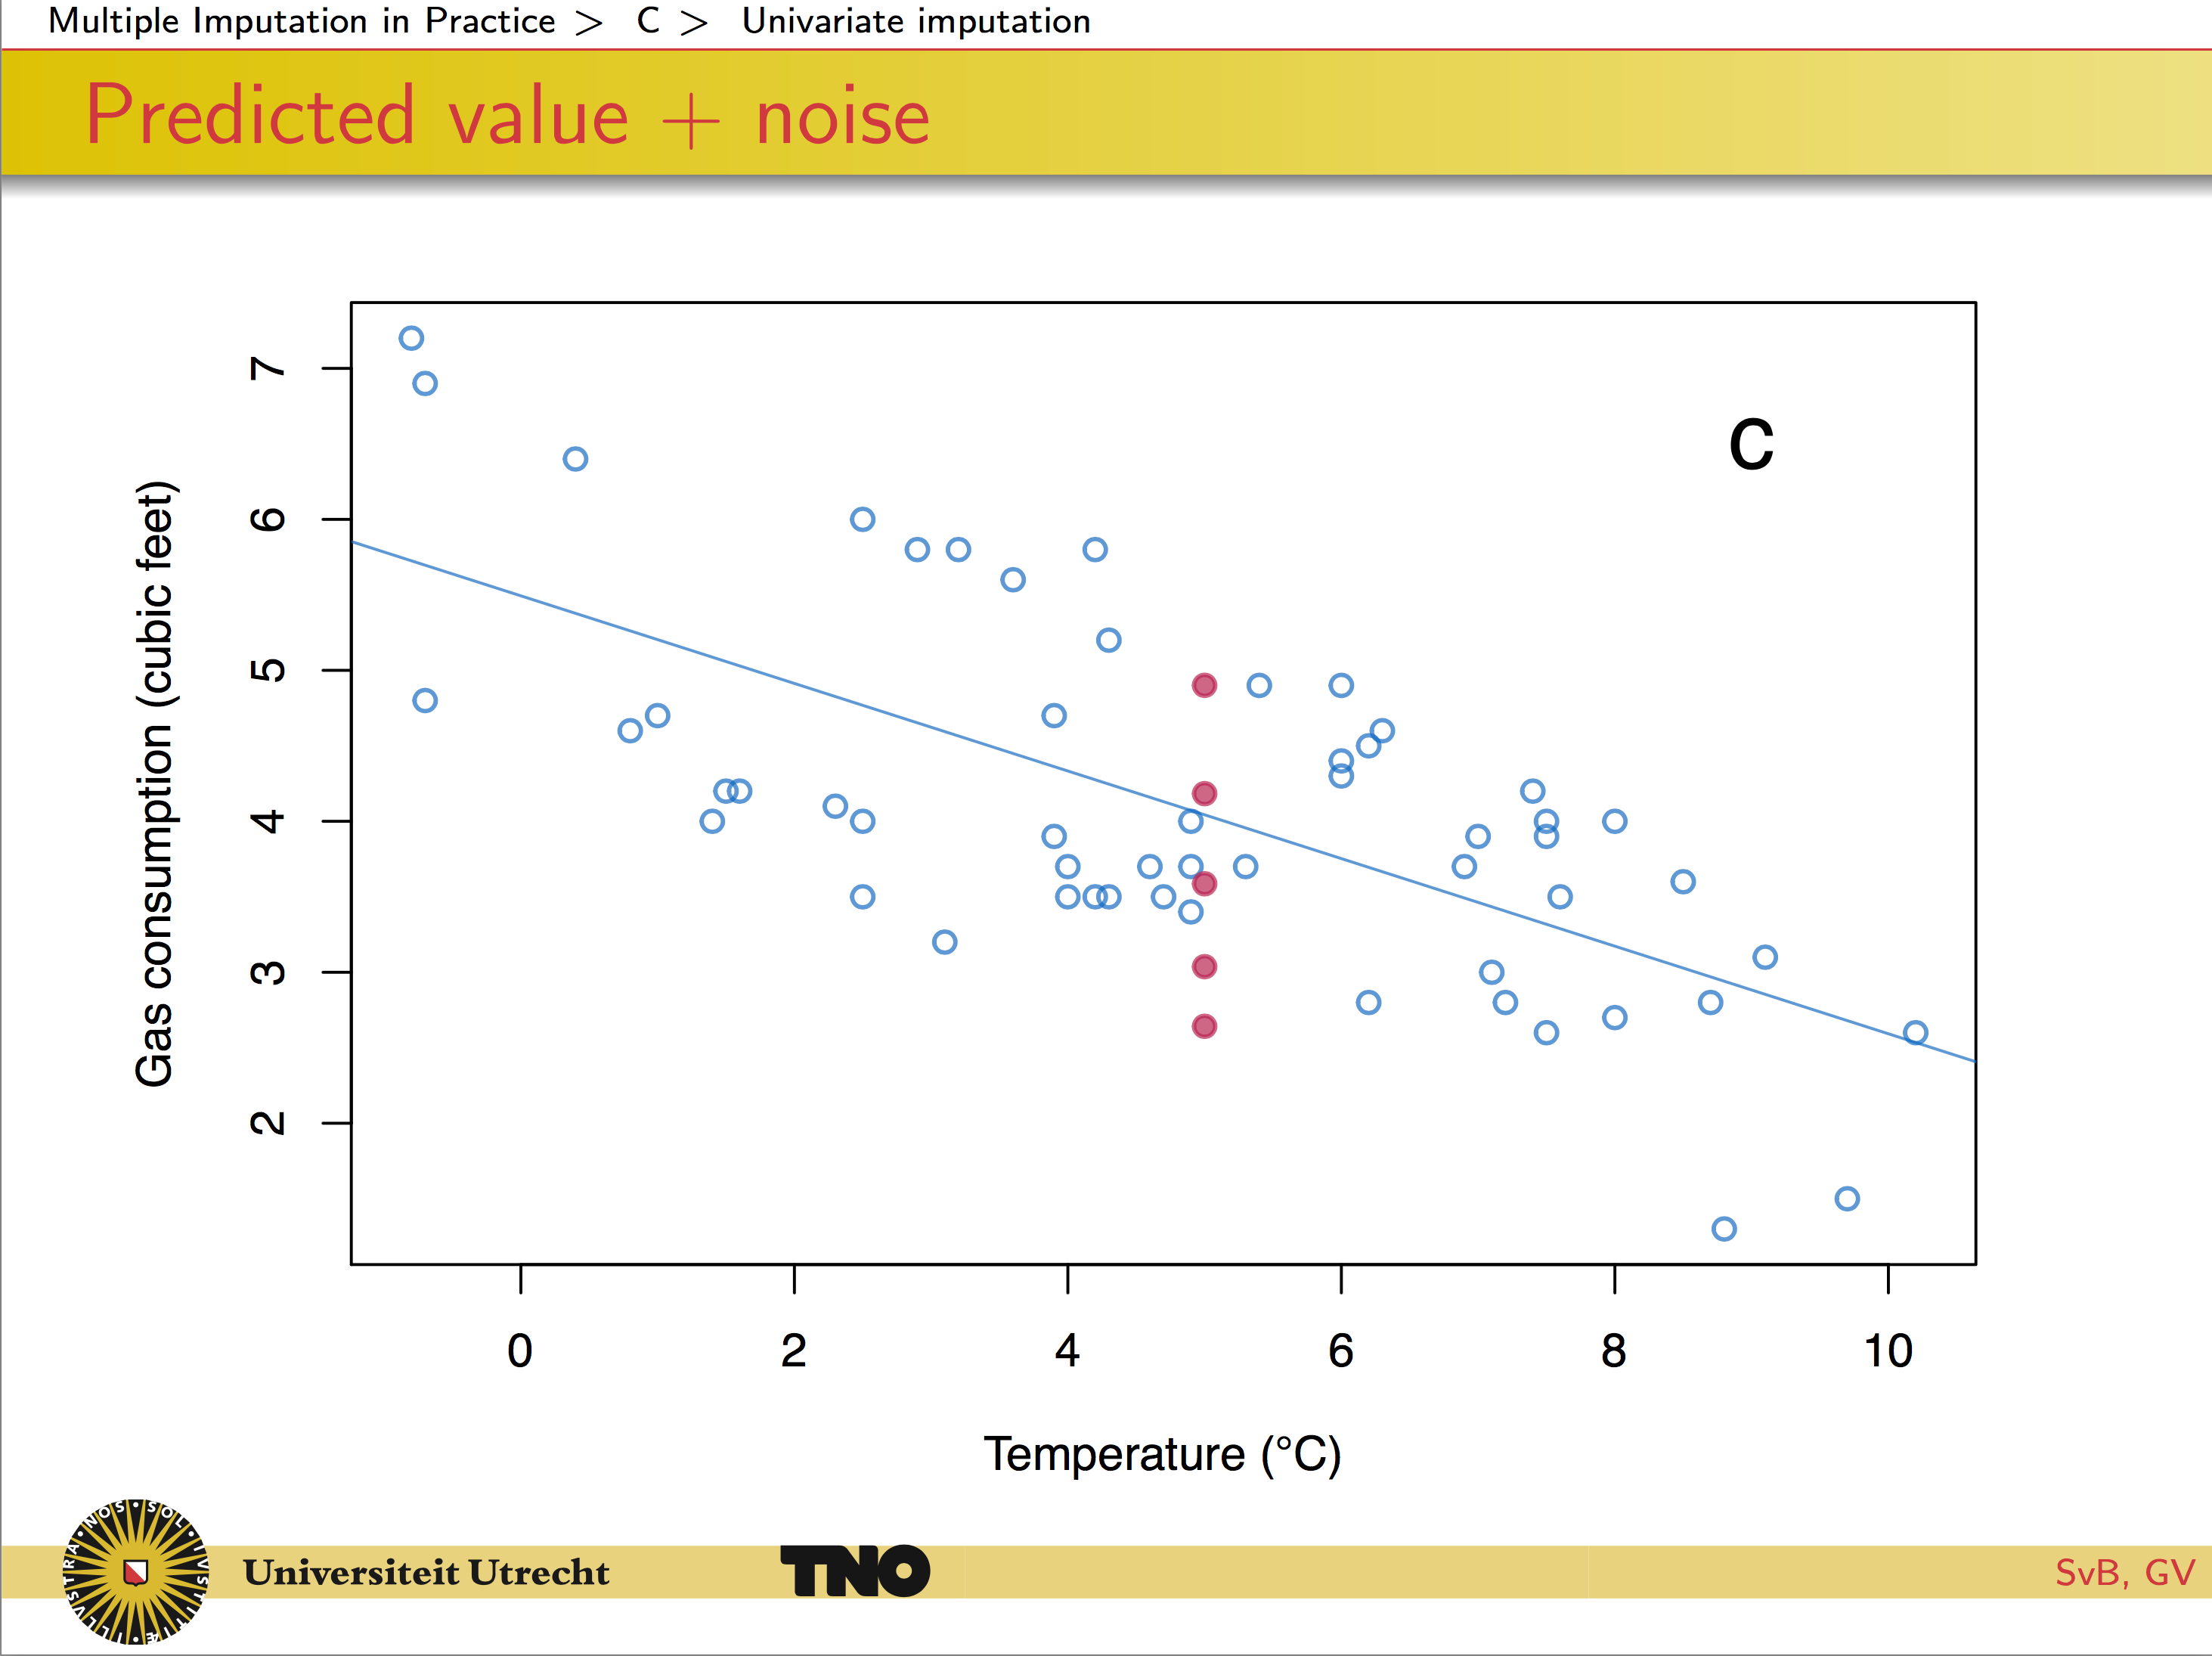 Multiple Imputation in Practice > C > Univariate imputation
Predicted value + noise
C
Gas consumption (cubic feet)
7
6
5
4
3
2
0 2 4 6 8 10
Temperature (°C)
Universiteit Utrecht
TNO
SvB, GV